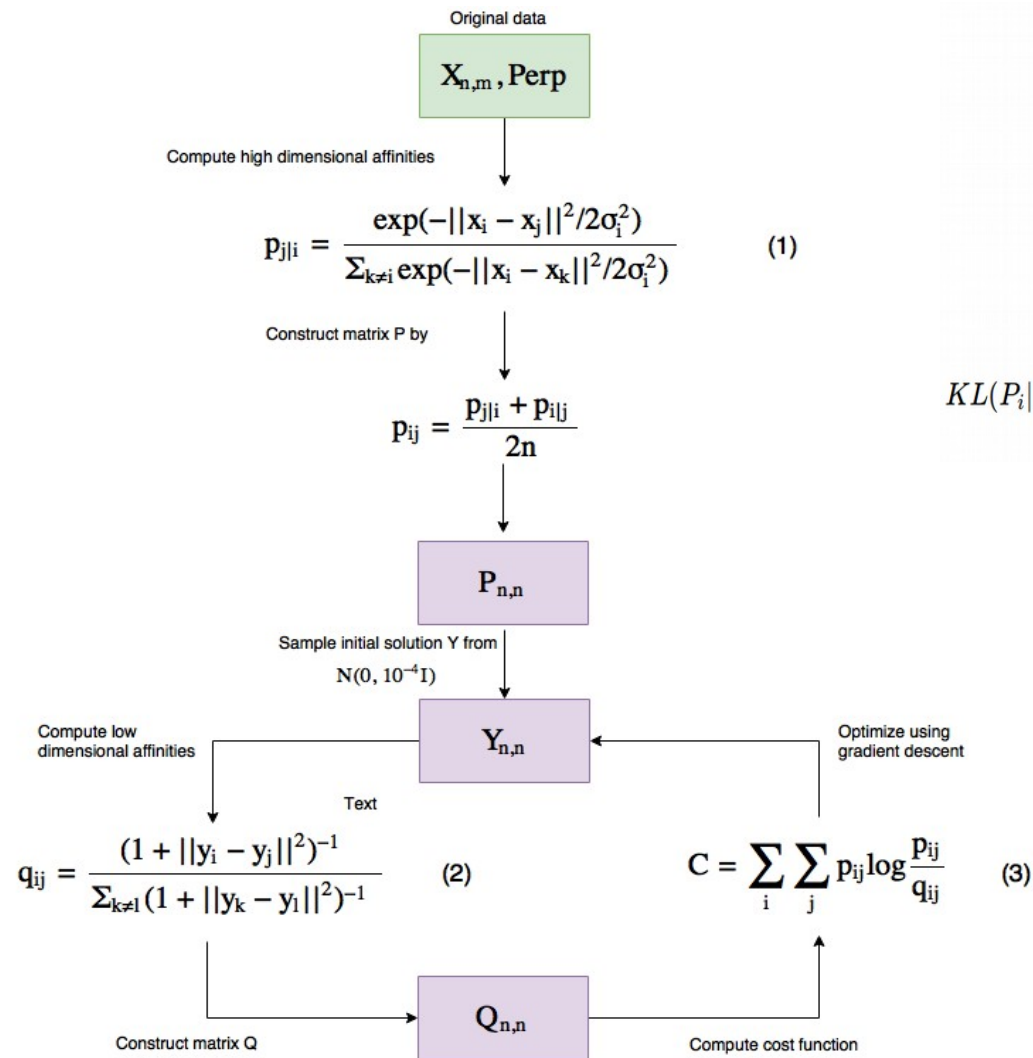 Original data
X_{n,m}, Perp
Compute high dimensional affinities
p_{j|i} = exp(-||x_i - x_j||²/2σ_i²) / Σ_{k≠i} exp(-||x_i - x_k||²/2σ_i²) (1)
Construct matrix P by
p_{ij} = (p_{j|i} + p_{i|j}) / 2n
KL(P_i|
P_{n,n}
Sample initial solution Y from
N(0, 10⁻⁴I)
Compute low
dimensional affinities
Y_{n,n}
Optimize using
gradient descent
Text
q_{ij} = (1 + ||y_i - y_j||²)⁻¹ / Σ_{k≠l} (1 + ||y_k - y_l||²)⁻¹ (2)
C = Σ_i Σ_j p_{ij} log p_{ij}/q_{ij} (3)
Q_{n,n}
Construct matrix Q
Compute cost function